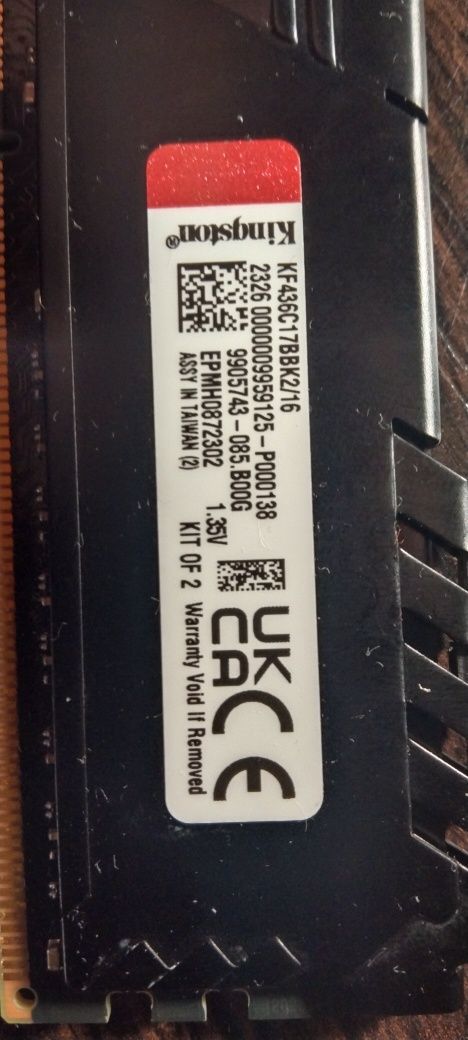 Kingston®
KF436C17BBK2/16
2326 0000009959125-P000138
9905743-085.B00G
EPMH0872302
1.35V
ASSY IN TAIWAN (2)
KIT OF 2 Warranty Void If Removed
UK
CA
CE